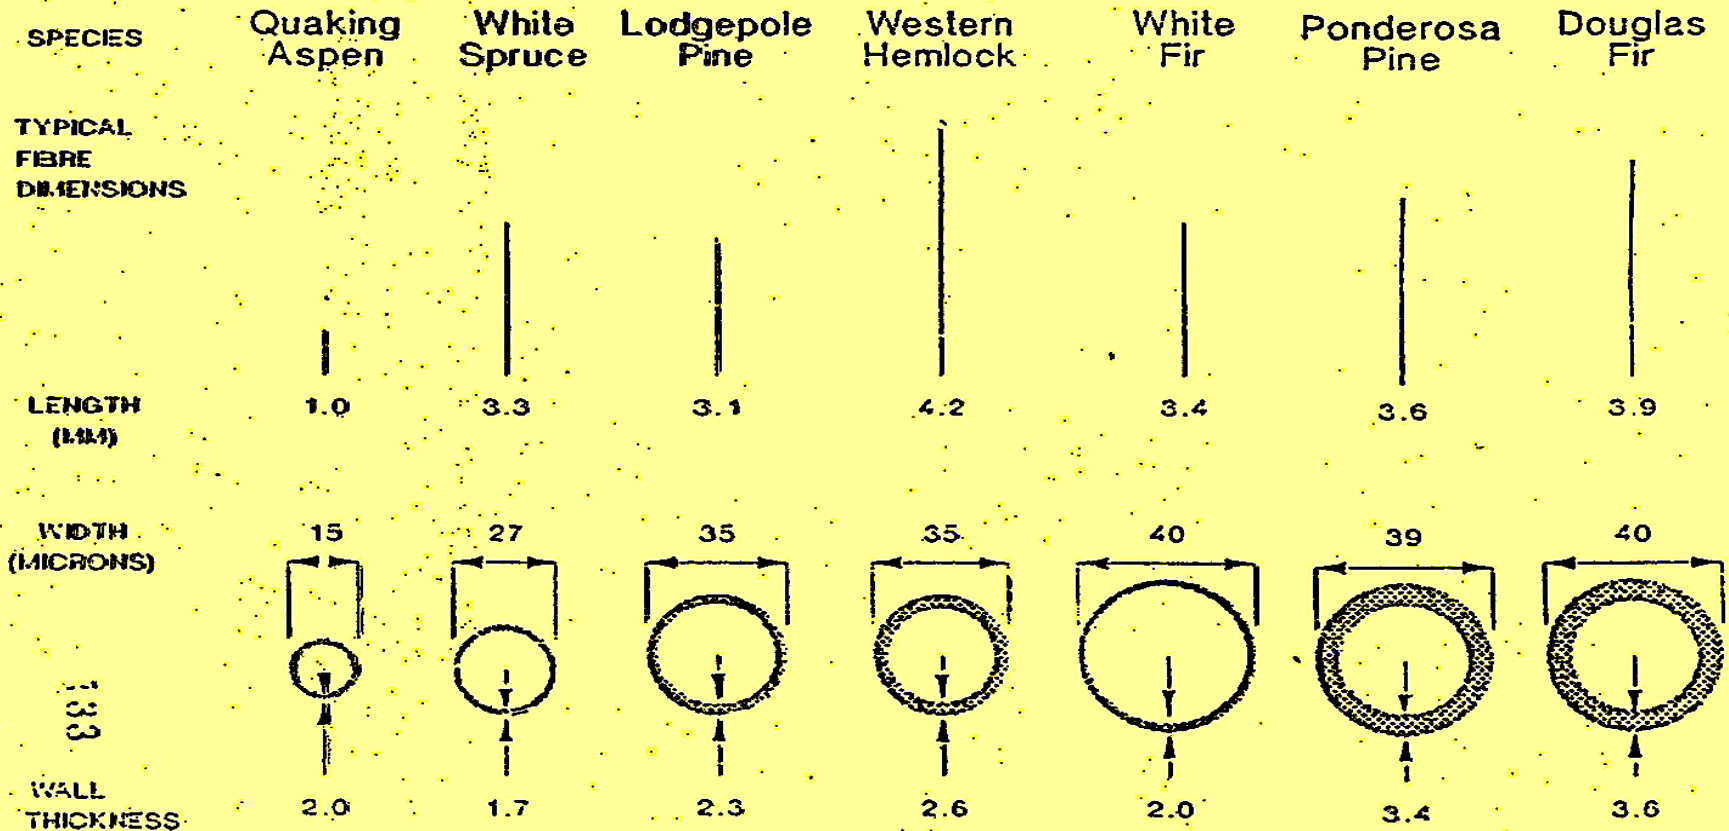 SPECIES
Quaking
Aspen
White
Spruce
Lodgepole
Pine
Western
Hemlock
White
Fir
Ponderosa
Pine
Douglas
Fir
TYPICAL
FIBRE
DIMENSIONS
LENGTH 1.0 3.3 3.1 4.2 3.4 3.6 3.9
(MM)
WIDTH 15 27 35 35 40 39 40
(MICRONS)
133
WALL
THICKNESS 2.0 1.7 2.3 2.6 2.0 3.4 3.6